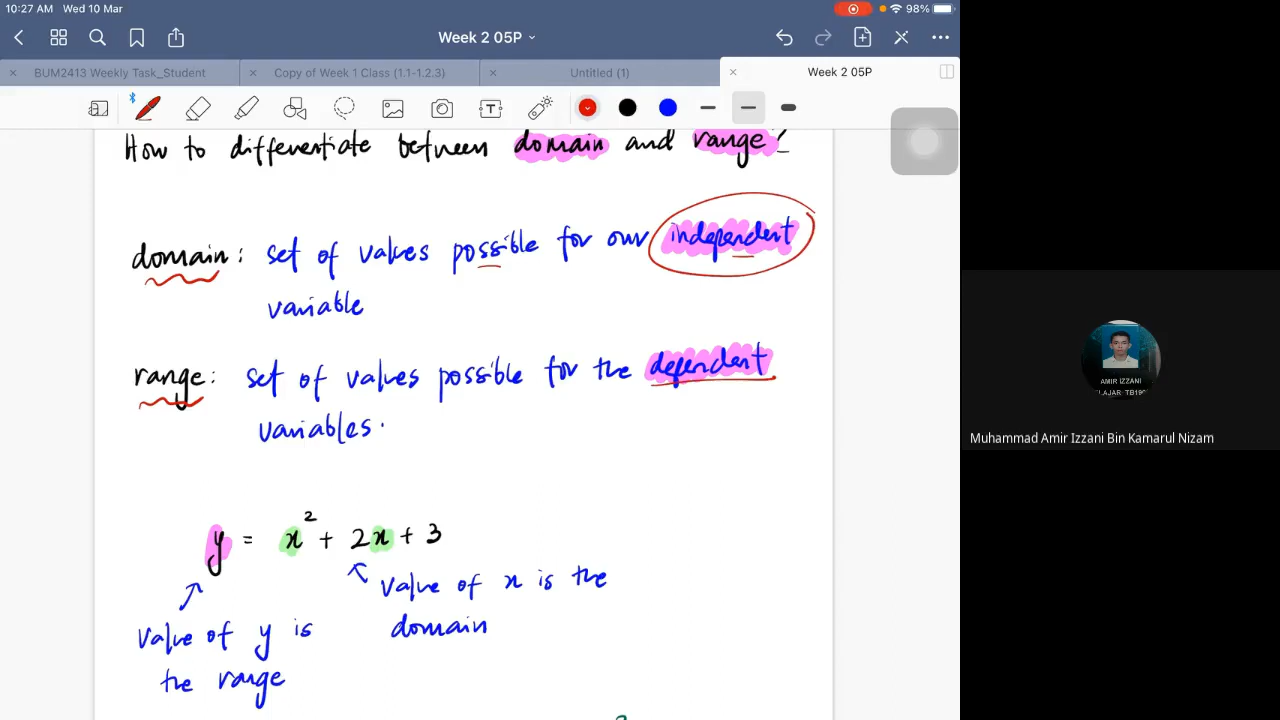 10:27 AM Wed 10 Mar
98%
Week 2 05P
BUM2413 Weekly Task_Student
Copy of Week 1 Class (1.1-1.2.3)
Untitled (1)
Week 2 05P
How to differentiate between domain and range?
domain: set of values possible for our independent
variable
range: set of values possible for the dependent
variables.
y = x² + 2x + 3
value of x is the
domain
value of y is
the range
AMIR IZZANI
Muhammad Amir Izzani Bin Kamarul Nizam